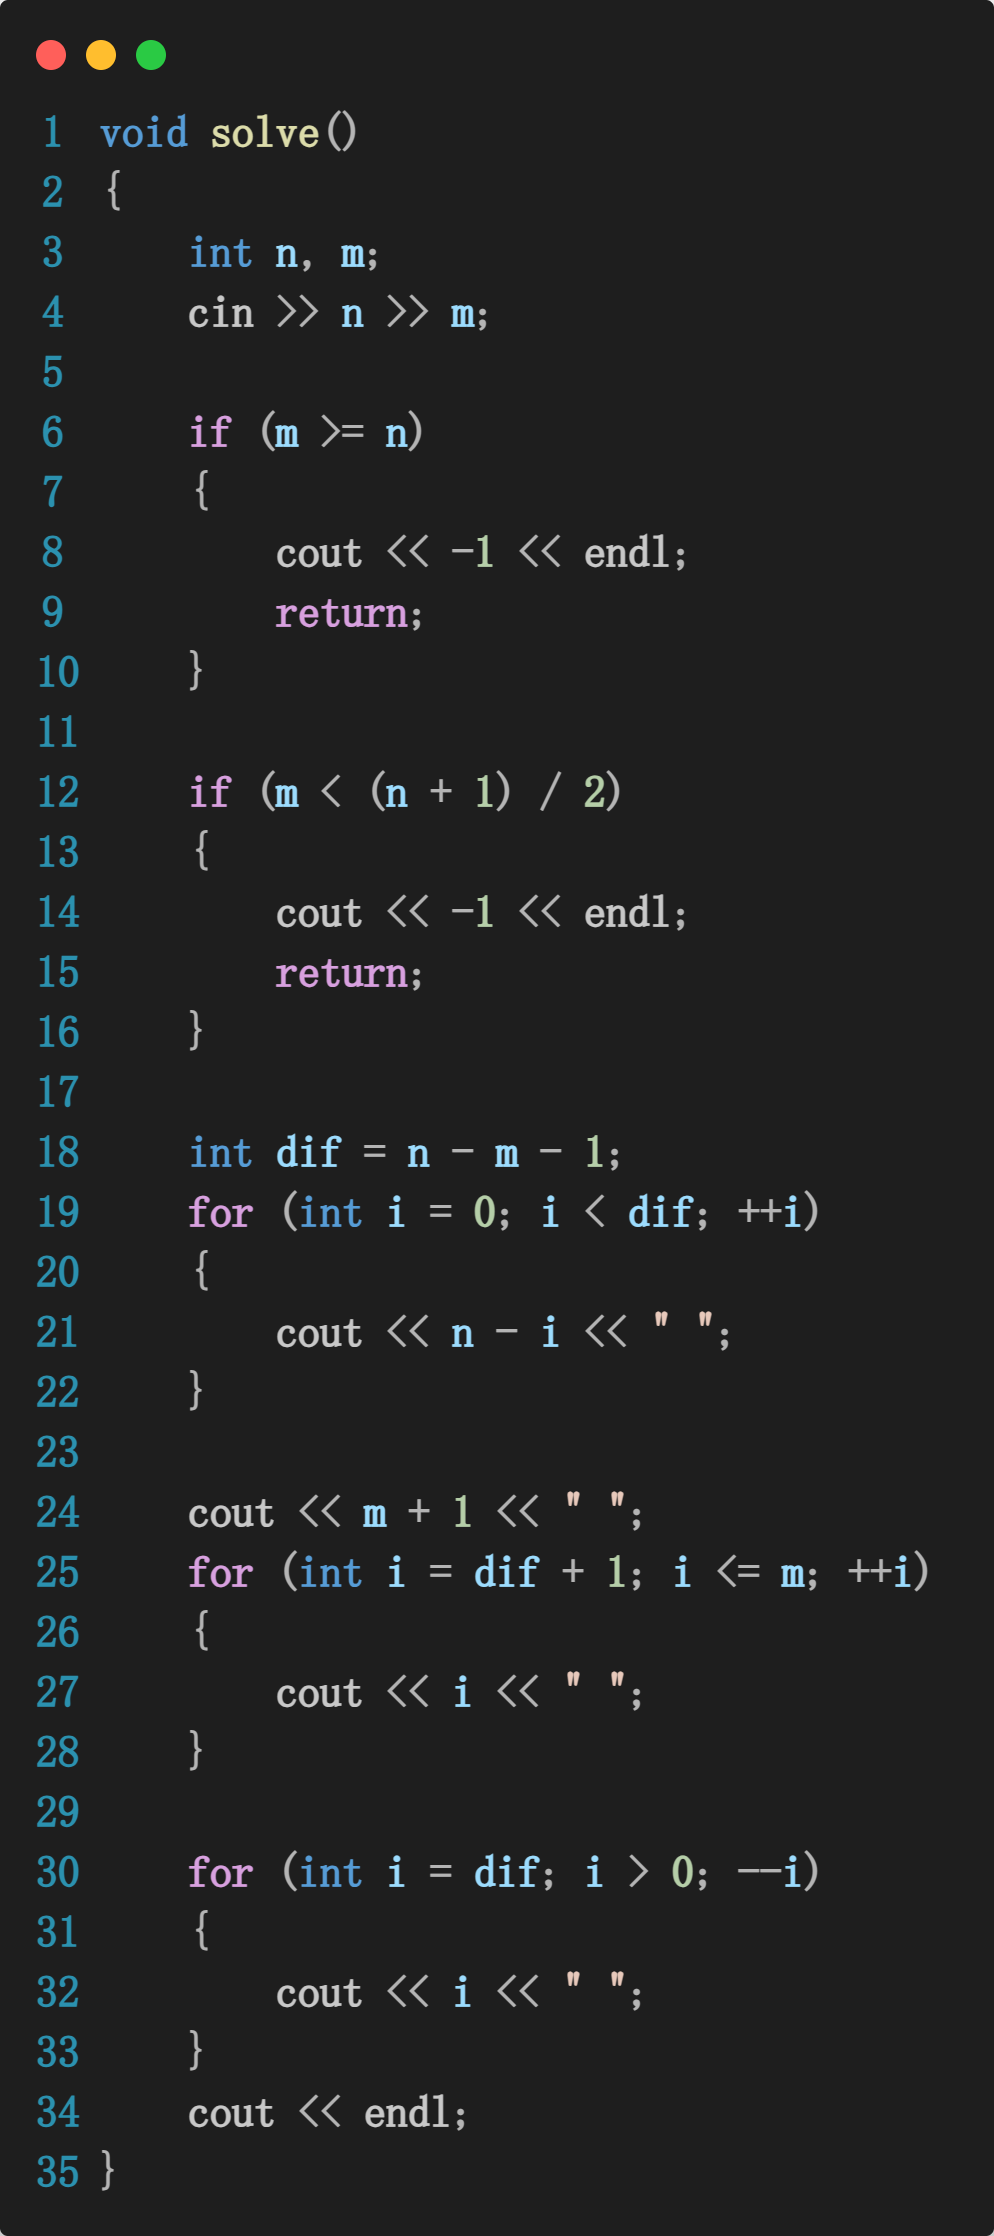 1 void solve()
2 {
3     int n, m;
4     cin >> n >> m;
5
6     if (m >= n)
7     {
8         cout << -1 << endl;
9         return;
10     }
11
12     if (m < (n + 1) / 2)
13     {
14         cout << -1 << endl;
15         return;
16     }
17
18     int dif = n - m - 1;
19     for (int i = 0; i < dif; ++i)
20     {
21         cout << n - i << " ";
22     }
23
24     cout << m + 1 << " ";
25     for (int i = dif + 1; i <= m; ++i)
26     {
27         cout << i << " ";
28     }
29
30     for (int i = dif; i > 0; --i)
31     {
32         cout << i << " ";
33     }
34     cout << endl;
35 }